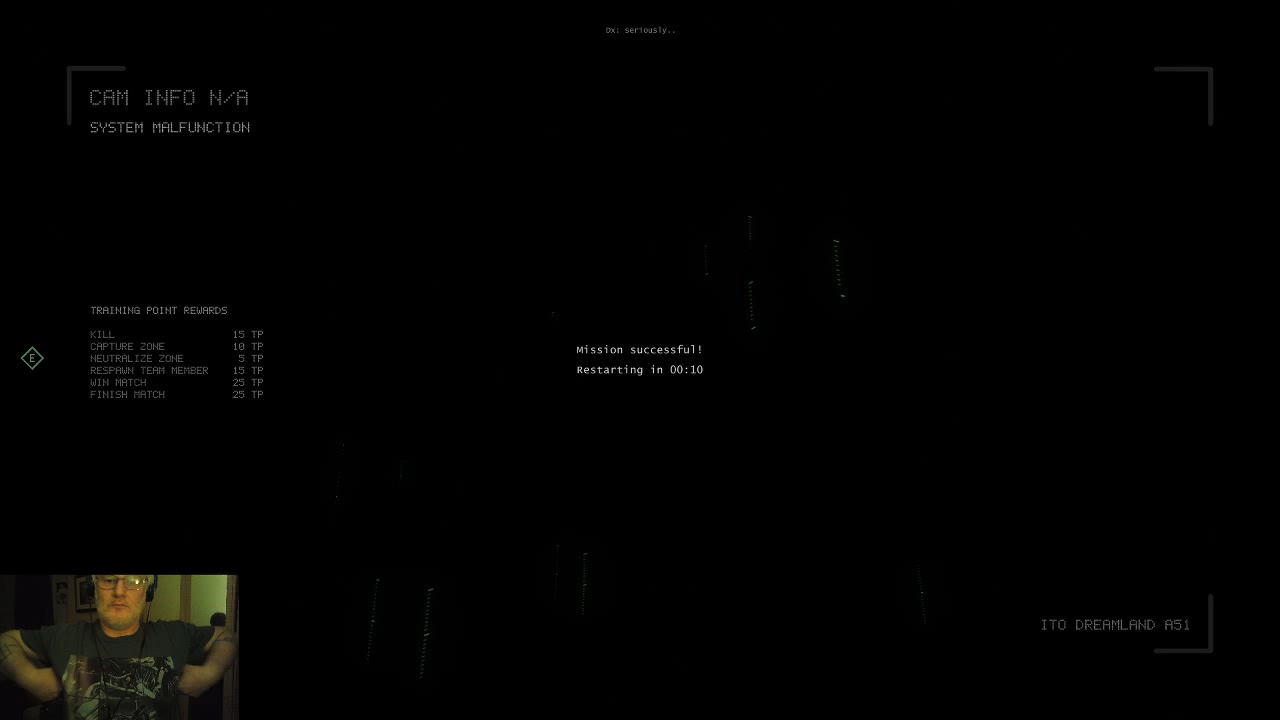 Dx: seriously..
CAM INFO N/A
SYSTEM MALFUNCTION
TRAINING POINT REWARDS
KILL 15 TP
CAPTURE ZONE 10 TP
NEUTRALIZE ZONE 5 TP
RESPAWN TEAM MEMBER 15 TP
WIN MATCH 25 TP
FINISH MATCH 25 TP
E
Mission successful!
Restarting in 00:10
ITO DREAMLAND A51